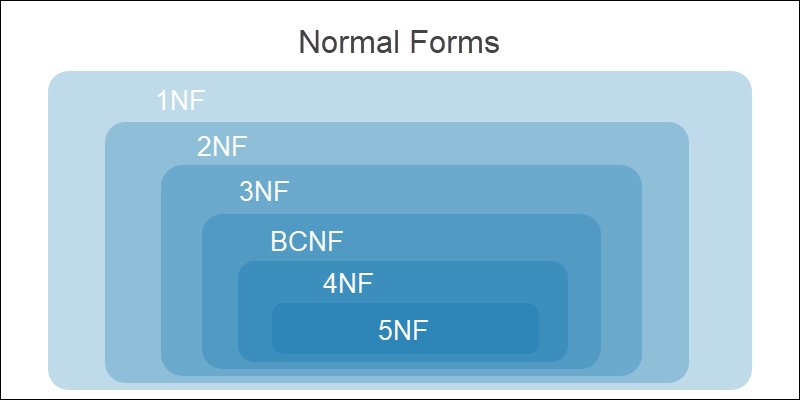 Normal Forms
1NF
2NF
3NF
BCNF
4NF
5NF